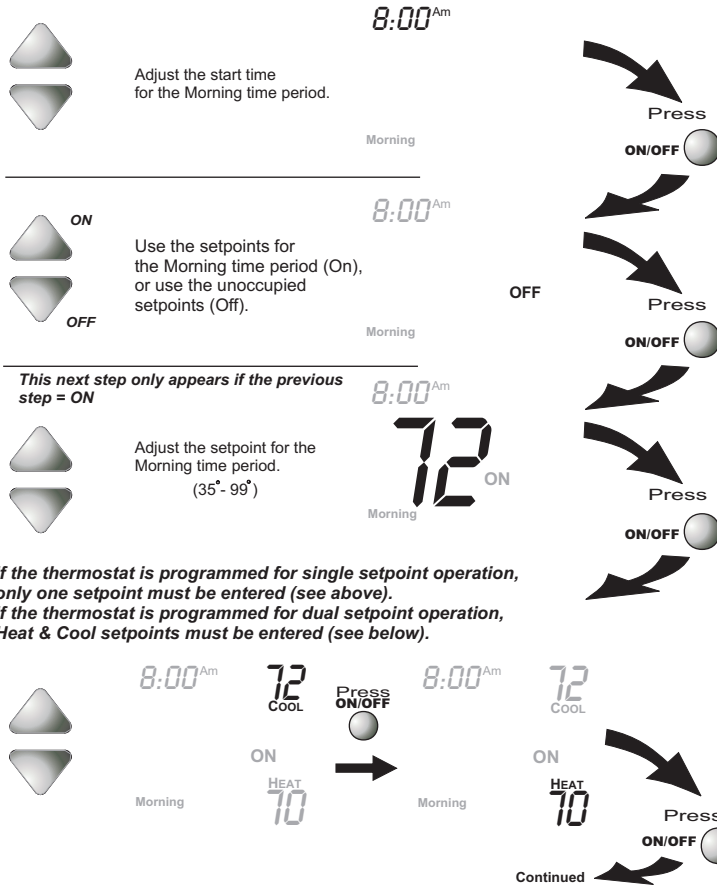 8:00Am
Adjust the start time
for the Morning time period.
Press
Morning
ON/OFF
ON
8:00Am
Use the setpoints for
the Morning time period (On),
or use the unoccupied
setpoints (Off).
OFF
Press
OFF
Morning
ON/OFF
This next step only appears if the previous
step = ON
8:00Am
Adjust the setpoint for the
Morning time period.
(35°- 99°)
72
ON
Morning
Press
ON/OFF
If the thermostat is programmed for single setpoint operation,
only one setpoint must be entered (see above).
If the thermostat is programmed for dual setpoint operation,
Heat & Cool setpoints must be entered (see below).
8:00Am
72
COOL
Press
ON/OFF
8:00Am
72
COOL
ON
ON
HEAT
70
HEAT
70
Morning
Morning
Press
ON/OFF
Continued